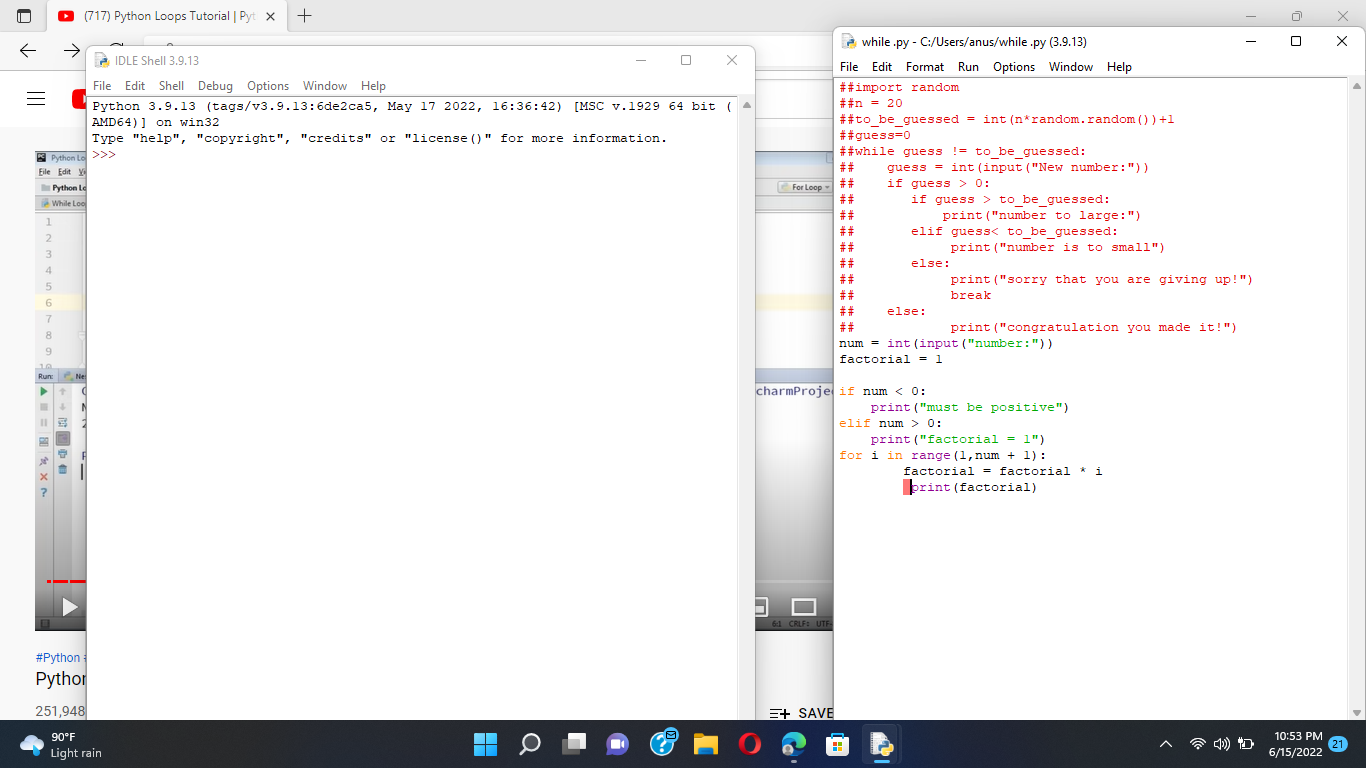 (717) Python Loops Tutorial | Pyt
IDLE Shell 3.9.13
File Edit Shell Debug Options Window Help
Python 3.9.13 (tags/v3.9.13:6de2ca5, May 17 2022, 16:36:42) [MSC v.1929 64 bit (
AMD64)] on win32
Type "help", "copyright", "credits" or "license()" for more information.
>>>
while .py - C:/Users/anus/while .py (3.9.13)
File Edit Format Run Options Window Help
##import random
##n = 20
##to_be_guessed = int(n*random.random())+1
##guess=0
##while guess != to_be_guessed:
##    guess = int(input("New number:"))
##    if guess > 0:
##       if guess > to_be_guessed:
##           print("number to large:")
##       elif guess< to_be_guessed:
##            print("number is to small")
##       else:
##            print("sorry that you are giving up!")
##            break
##    else:
##            print("congratulation you made it!")
num = int(input("number:"))
factorial = 1
if num < 0:
    print("must be positive")
elif num > 0:
    print("factorial = 1")
for i in range(1,num + 1):
        factorial = factorial * i
         print(factorial)
Python Lo
File Edit Vi
Python Lo
While Loo
For Loop
1
2
3
4
5
6
7
8
9
10
Run: Ne
charmProje
6:1 CRLF: UTF-
#Python #
Python
251,948
SAVE
90°F
Light rain
10:53 PM
6/15/2022
21